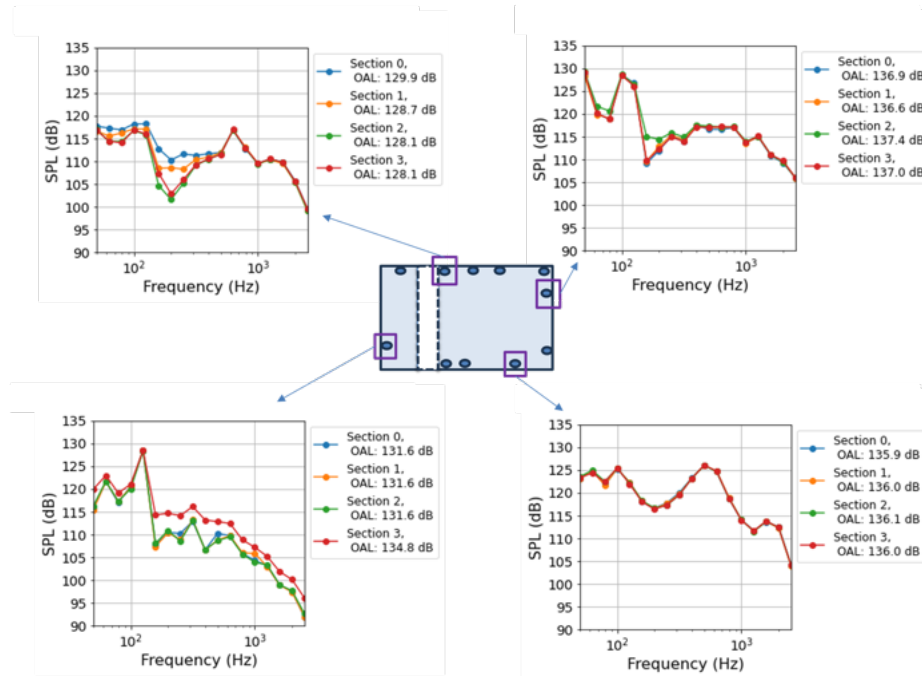 135
130
125
120
115
110
105
100
95
90
SPL (dB)
10²
10³
Frequency (Hz)
Section 0,
OAL: 129.9 dB
Section 1,
OAL: 128.7 dB
Section 2,
OAL: 128.1 dB
Section 3,
OAL: 128.1 dB
135
130
125
120
115
110
105
100
95
90
SPL (dB)
10²
10³
Frequency (Hz)
Section 0,
OAL: 136.9 dB
Section 1,
OAL: 136.6 dB
Section 2,
OAL: 137.4 dB
Section 3,
OAL: 137.0 dB
135
130
125
120
115
110
105
100
95
90
SPL (dB)
10²
10³
Frequency (Hz)
Section 0,
OAL: 131.6 dB
Section 1,
OAL: 131.6 dB
Section 2,
OAL: 131.6 dB
Section 3,
OAL: 134.8 dB
135
130
125
120
115
110
105
100
95
90
SPL (dB)
10²
10³
Frequency (Hz)
Section 0,
OAL: 135.9 dB
Section 1,
OAL: 136.0 dB
Section 2,
OAL: 136.1 dB
Section 3,
OAL: 136.0 dB